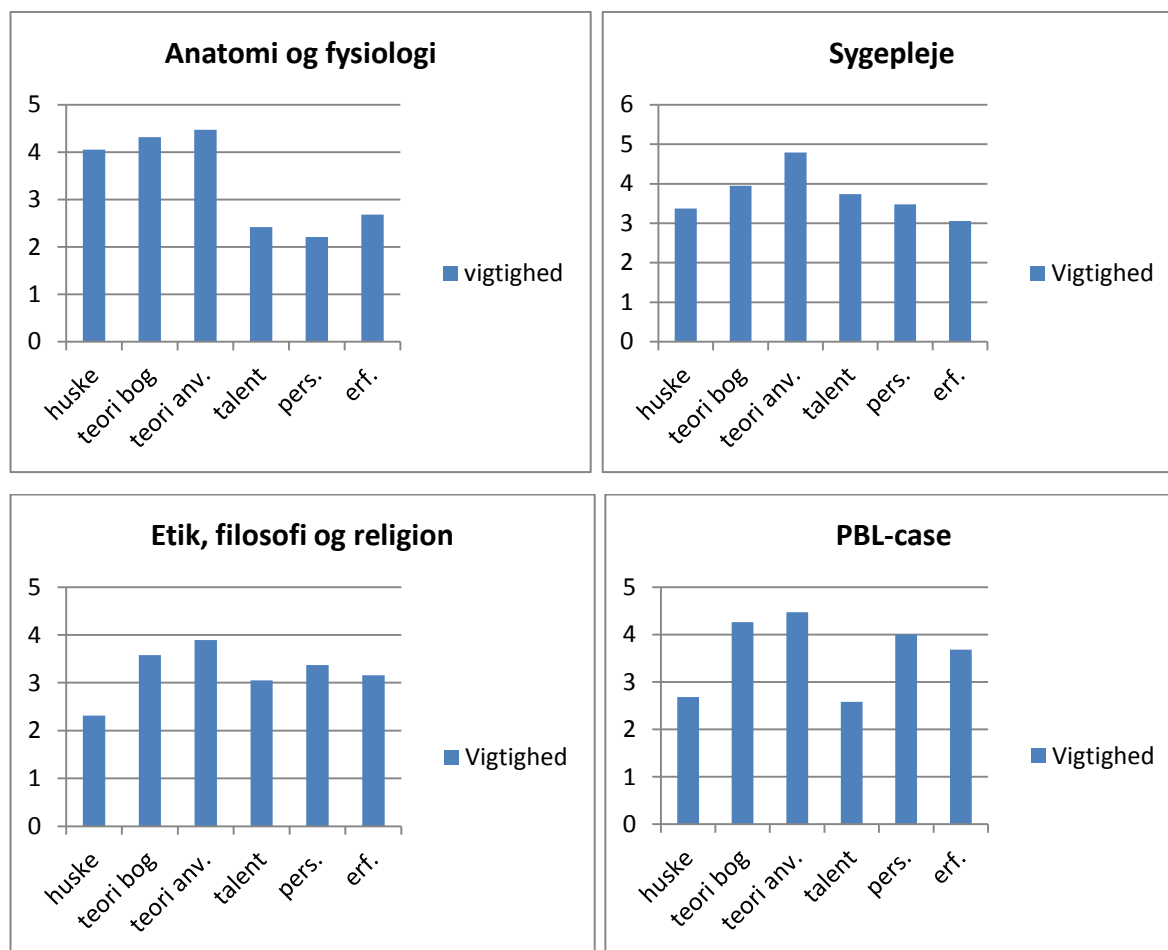 Anatomi og fysiologi
5
4
3
2
1
0
huske
teori bog
teori anv.
talent
pers.
erf.
vigtighed
Sygepleje
6
5
4
3
2
1
0
huske
teori bog
teori anv.
talent
pers.
erf.
Vigtighed
Etik, filosofi og religion
5
4
3
2
1
0
huske
teori bog
teori anv.
talent
pers.
erf.
Vigtighed
PBL-case
5
4
3
2
1
0
huske
teori bog
teori anv.
talent
pers.
erf.
Vigtighed